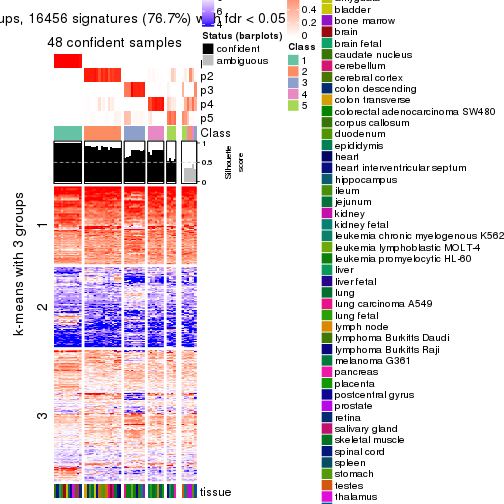 ups, 16456 signatures (76.7%) with fdr < 0.05
48 confident samples
p2
p3
p4
p5
Class
1
0.5
0
Silhouette
score
k-means with 3 groups
1
2
3
tissue
4
Status (barplots)
confident
ambiguous
0.4
0.2
0
Class
1
2
3
4
5
bladder
bone marrow
brain
brain fetal
caudate nucleus
cerebellum
cerebral cortex
colon descending
colon transverse
colorectal adenocarcinoma SW480
corpus callosum
duodenum
epididymis
heart
heart interventricular septum
hippocampus
ileum
jejunum
kidney
kidney fetal
leukemia chronic myelogenous K562
leukemia lymphoblastic MOLT-4
leukemia promyelocytic HL-60
liver
liver fetal
lung
lung carcinoma A549
lung fetal
lymph node
lymphoma Burkitts Daudi
lymphoma Burkitts Raji
melanoma G361
pancreas
placenta
postcentral gyrus
prostate
retina
salivary gland
skeletal muscle
spinal cord
spleen
stomach
testes
thalamus